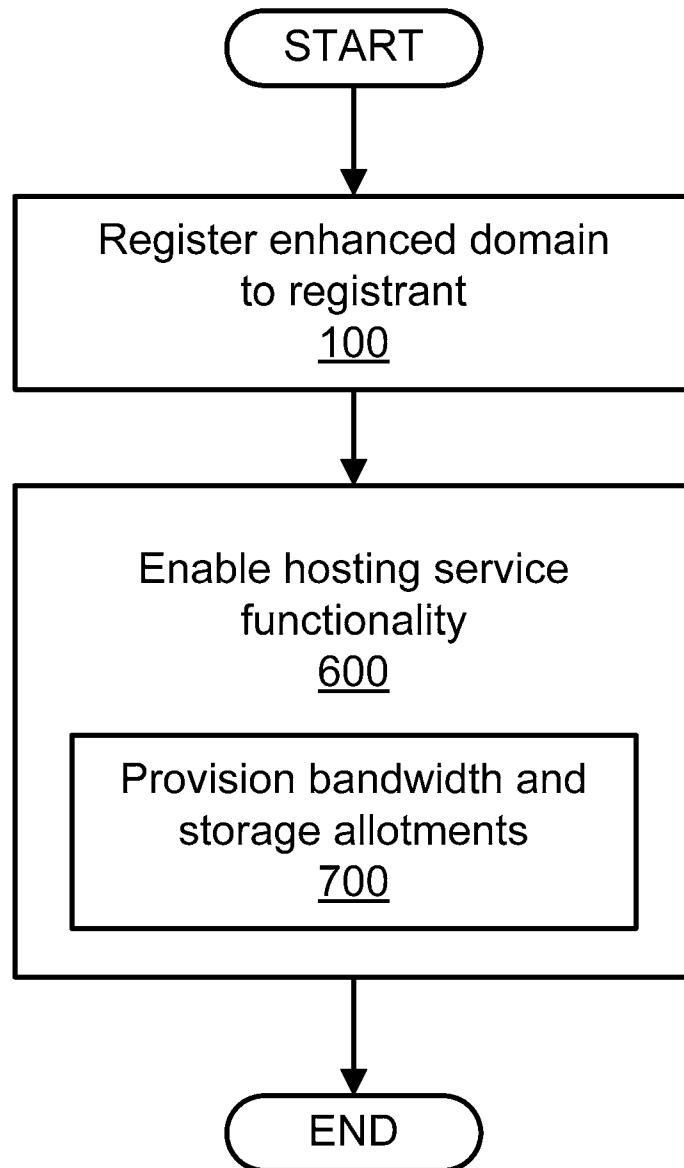 START
Register enhanced domain
to registrant
100
Enable hosting service
functionality
600
Provision bandwidth and
storage allotments
700
END